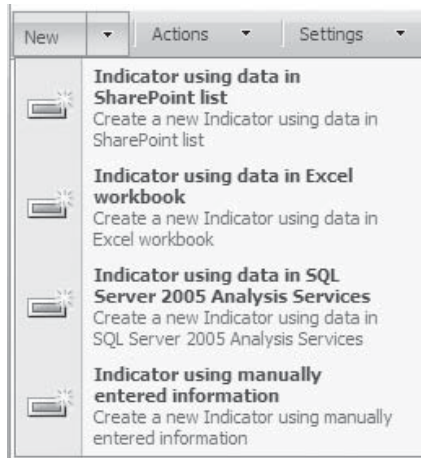 New Actions Settings
Indicator using data in
SharePoint list
Create a new Indicator using data in
SharePoint list
Indicator using data in Excel
workbook
Create a new Indicator using data in
Excel workbook
Indicator using data in SQL
Server 2005 Analysis Services
Create a new Indicator using data in
SQL Server 2005 Analysis Services
Indicator using manually
entered information
Create a new Indicator using manually
entered information